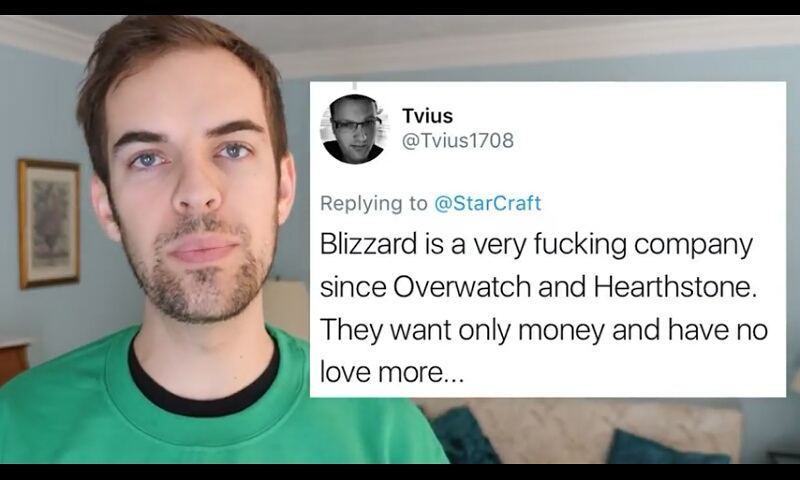 Tvius
@Tvius1708
Replying to @StarCraft
Blizzard is a very fucking company
since Overwatch and Hearthstone.
They want only money and have no
love more...